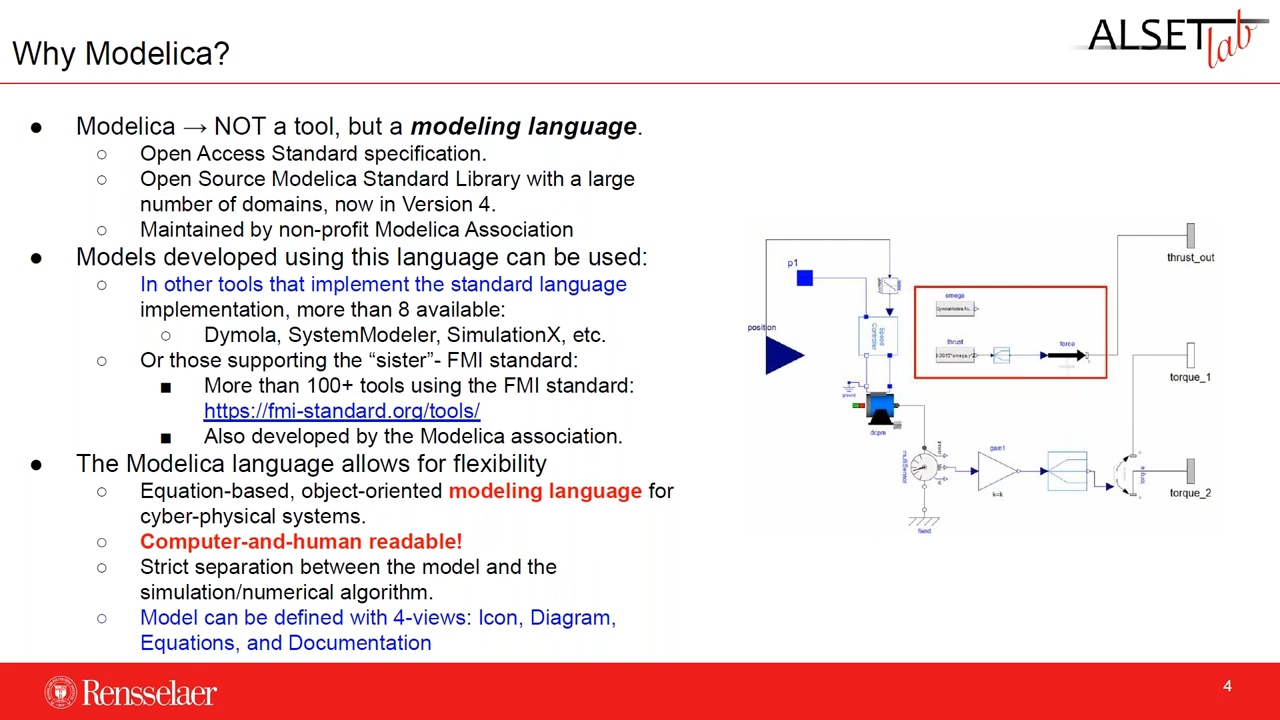 Why Modelica?
ALSET lab
● Modelica → NOT a tool, but a modeling language.
○ Open Access Standard specification.
○ Open Source Modelica Standard Library with a large
number of domains, now in Version 4.
○ Maintained by non-profit Modelica Association
● Models developed using this language can be used:
○ In other tools that implement the standard language
implementation, more than 8 available:
○ Dymola, SystemModeler, SimulationX, etc.
○ Or those supporting the “sister”- FMI standard:
■ More than 100+ tools using the FMI standard:
https://fmi-standard.org/tools/
■ Also developed by the Modelica association.
● The Modelica language allows for flexibility
○ Equation-based, object-oriented modeling language for
cyber-physical systems.
○ Computer-and-human readable!
○ Strict separation between the model and the
simulation/numerical algorithm.
○ Model can be defined with 4-views: Icon, Diagram,
Equations, and Documentation
p1
position
Speed
Controller
ground
dcpm
omega
thrust
force
thrust_out
torque_1
multiSensor
gain1
k=k
torque_2
fixed
Rensselaer
4